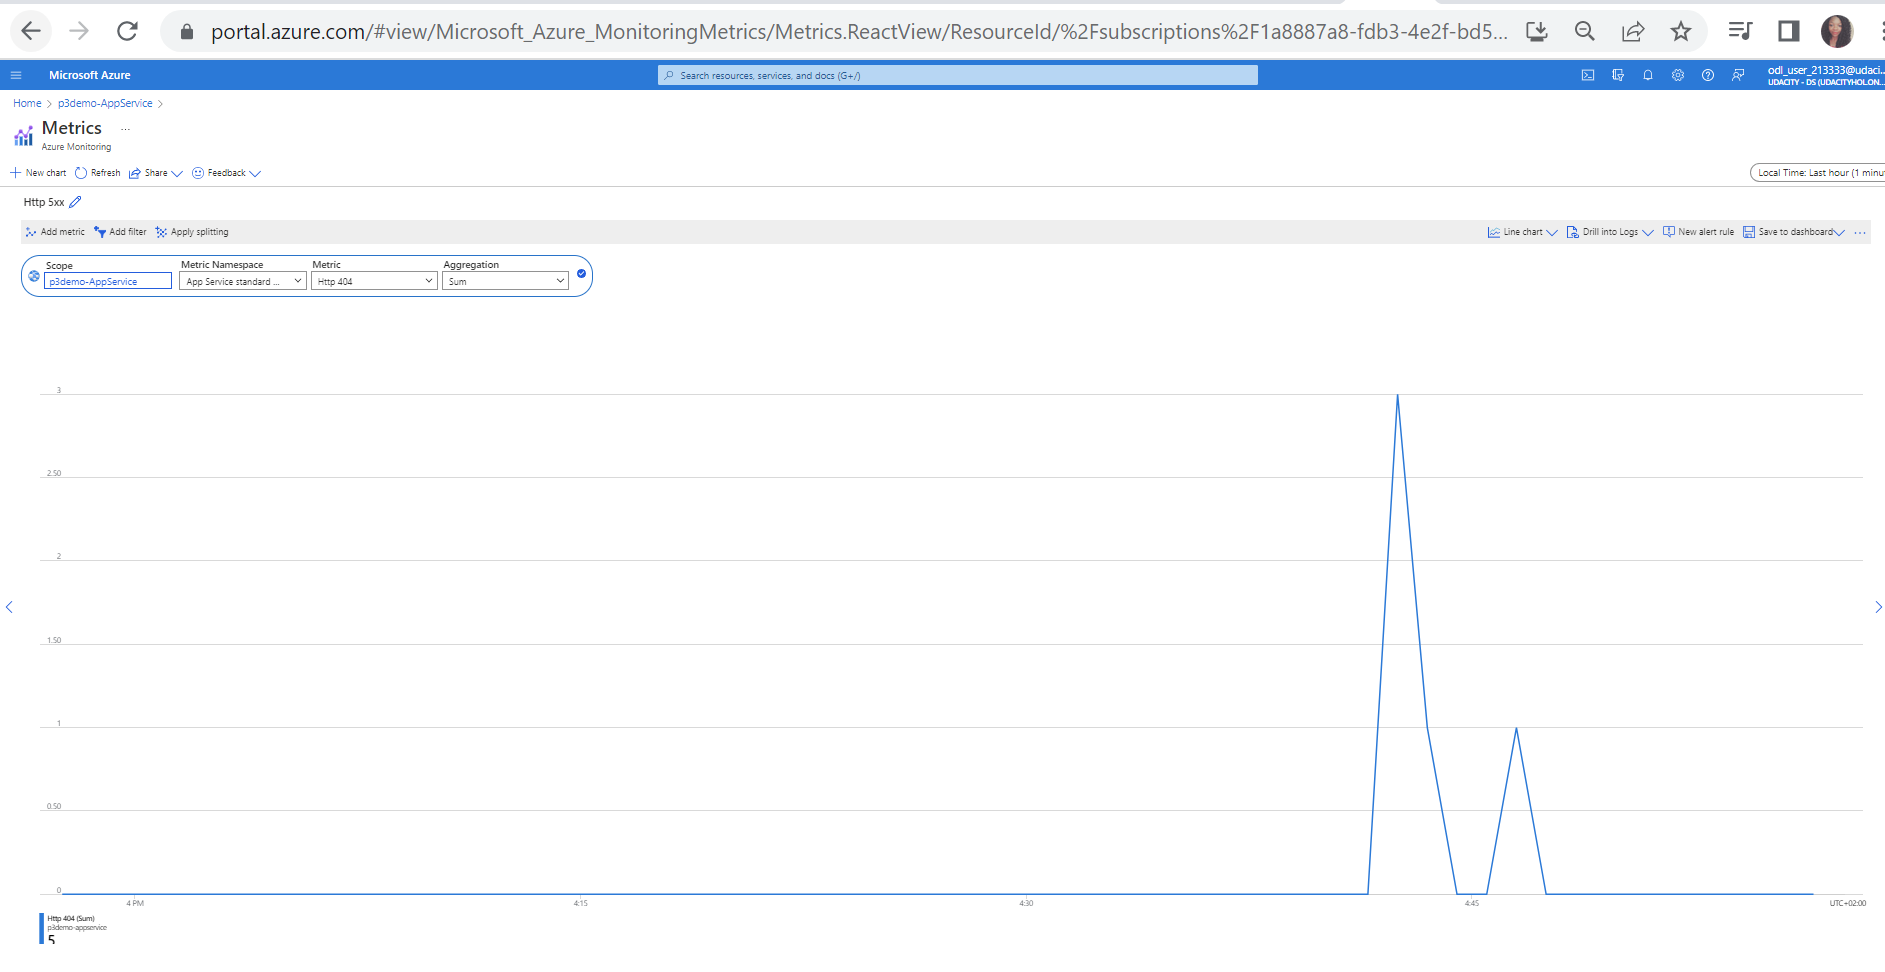 portal.azure.com/#view/Microsoft_Azure_MonitoringMetrics/Metrics.ReactView/ResourceId/%2Fsubscriptions%2F1a8887a8-fdb3-4e2f-bd5...
Microsoft Azure
Search resources, services, and docs (G+/)
odl_user_213333@udaci...
UDACITY - DS (UDACITYHOLON...
Home > p3demo-AppService >
Metrics ...
Azure Monitoring
New chart Refresh Share Feedback
Local Time: Last hour (1 minu
Http 5xx
Add metric Add filter Apply splitting
Line chart Drill into Logs New alert rule Save to dashboard ...
Scope Metric Namespace Metric Aggregation
p3demo-AppService App Service standard ... Http 404 Sum
3
2.50
2
1.50
1
0.50
0
4 PM 4:15 4:30 4:45 UTC+02:00
Http 404 (Sum)
p3demo-appservice
5